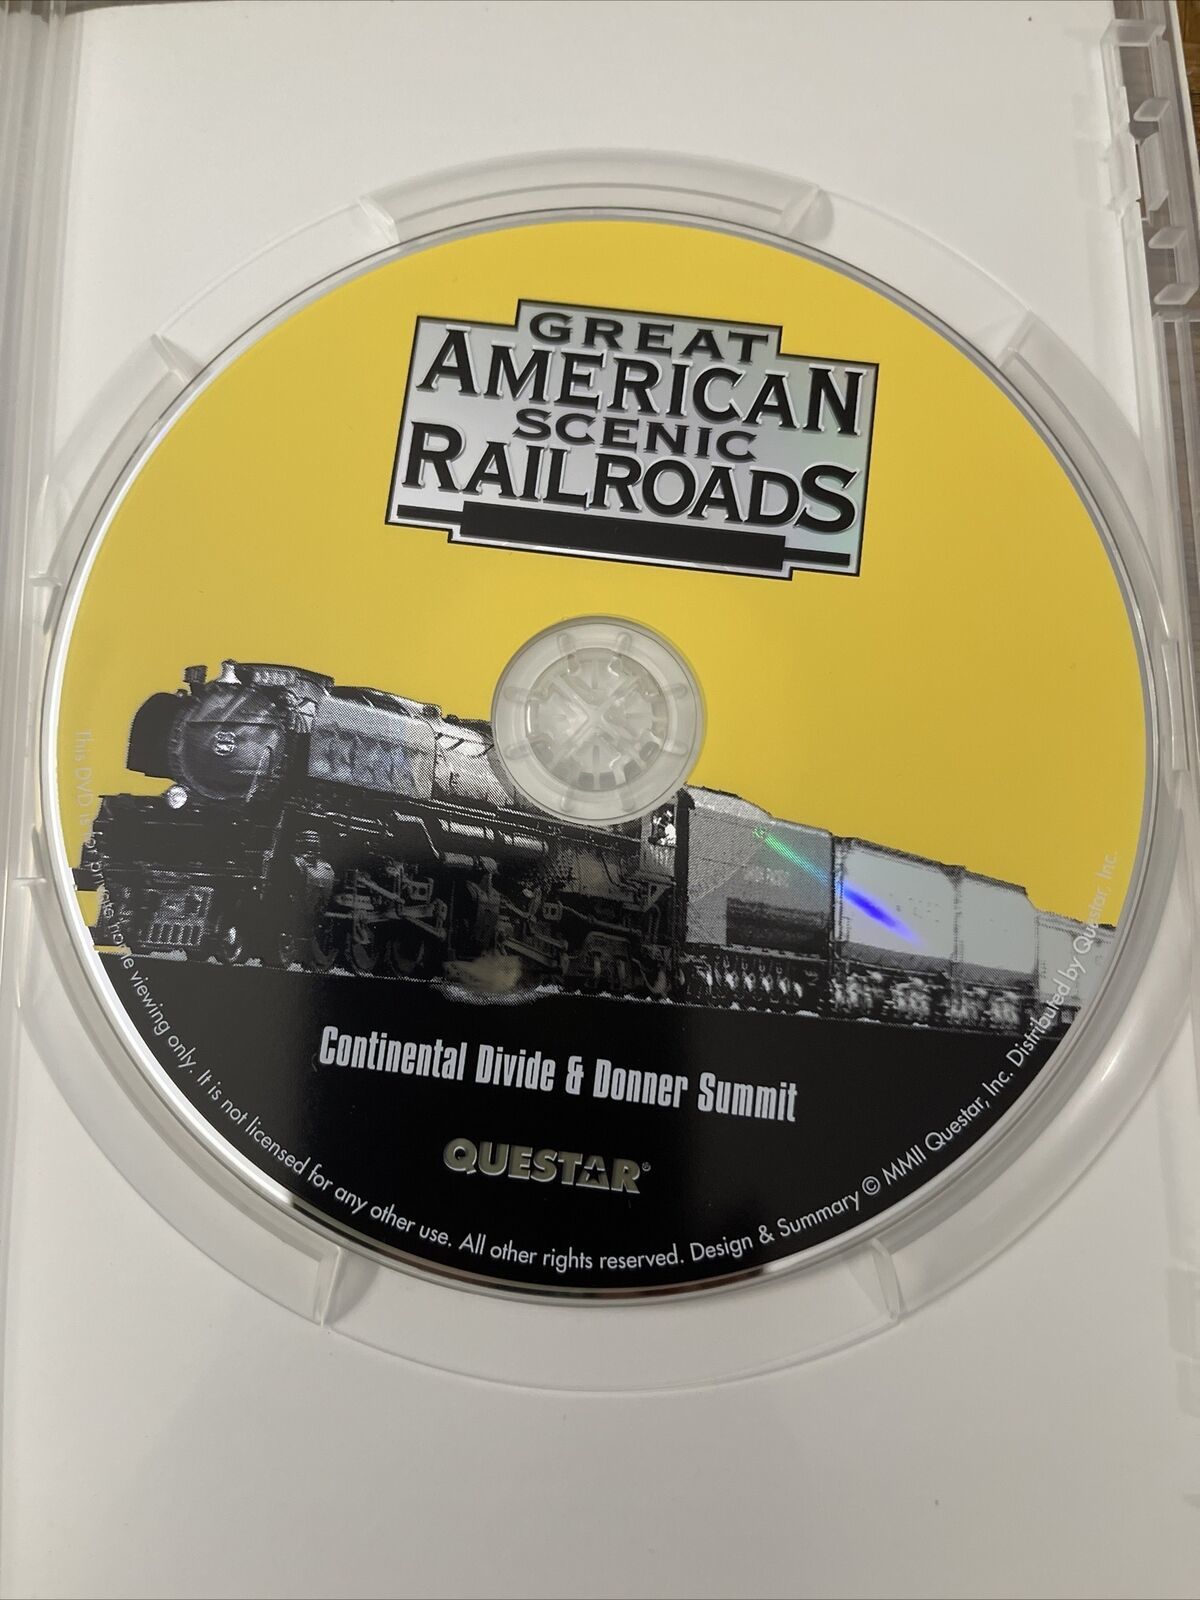 GREAT
AMERICAN
SCENIC
RAILROADS
Continental Divide & Donner Summit
QUESTAR®
This DVD is for private home viewing only. It is not licensed for any other use. All other rights reserved. Design & Summary © MMII Questar, Inc. Distributed by Questar, Inc.